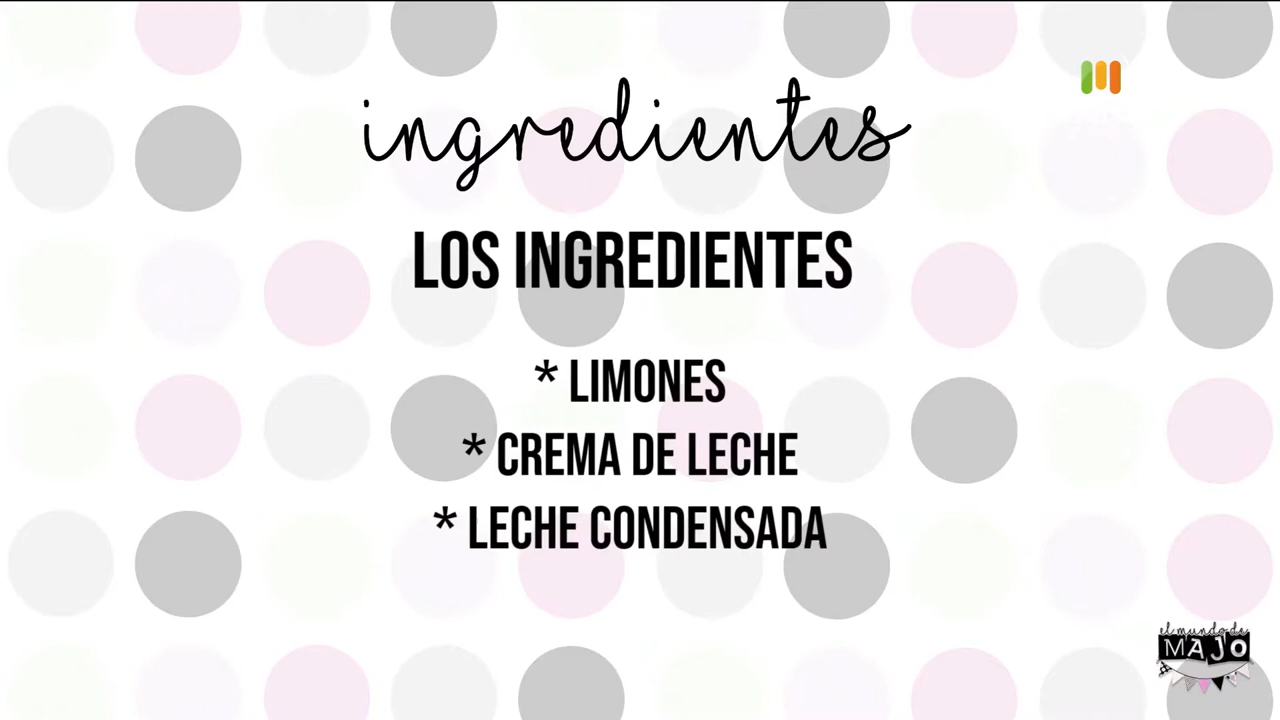 ingredientes
LOS INGREDIENTES
* LIMONES
* CREMA DE LECHE
* LECHE CONDENSADA
el mundo de
MAJO